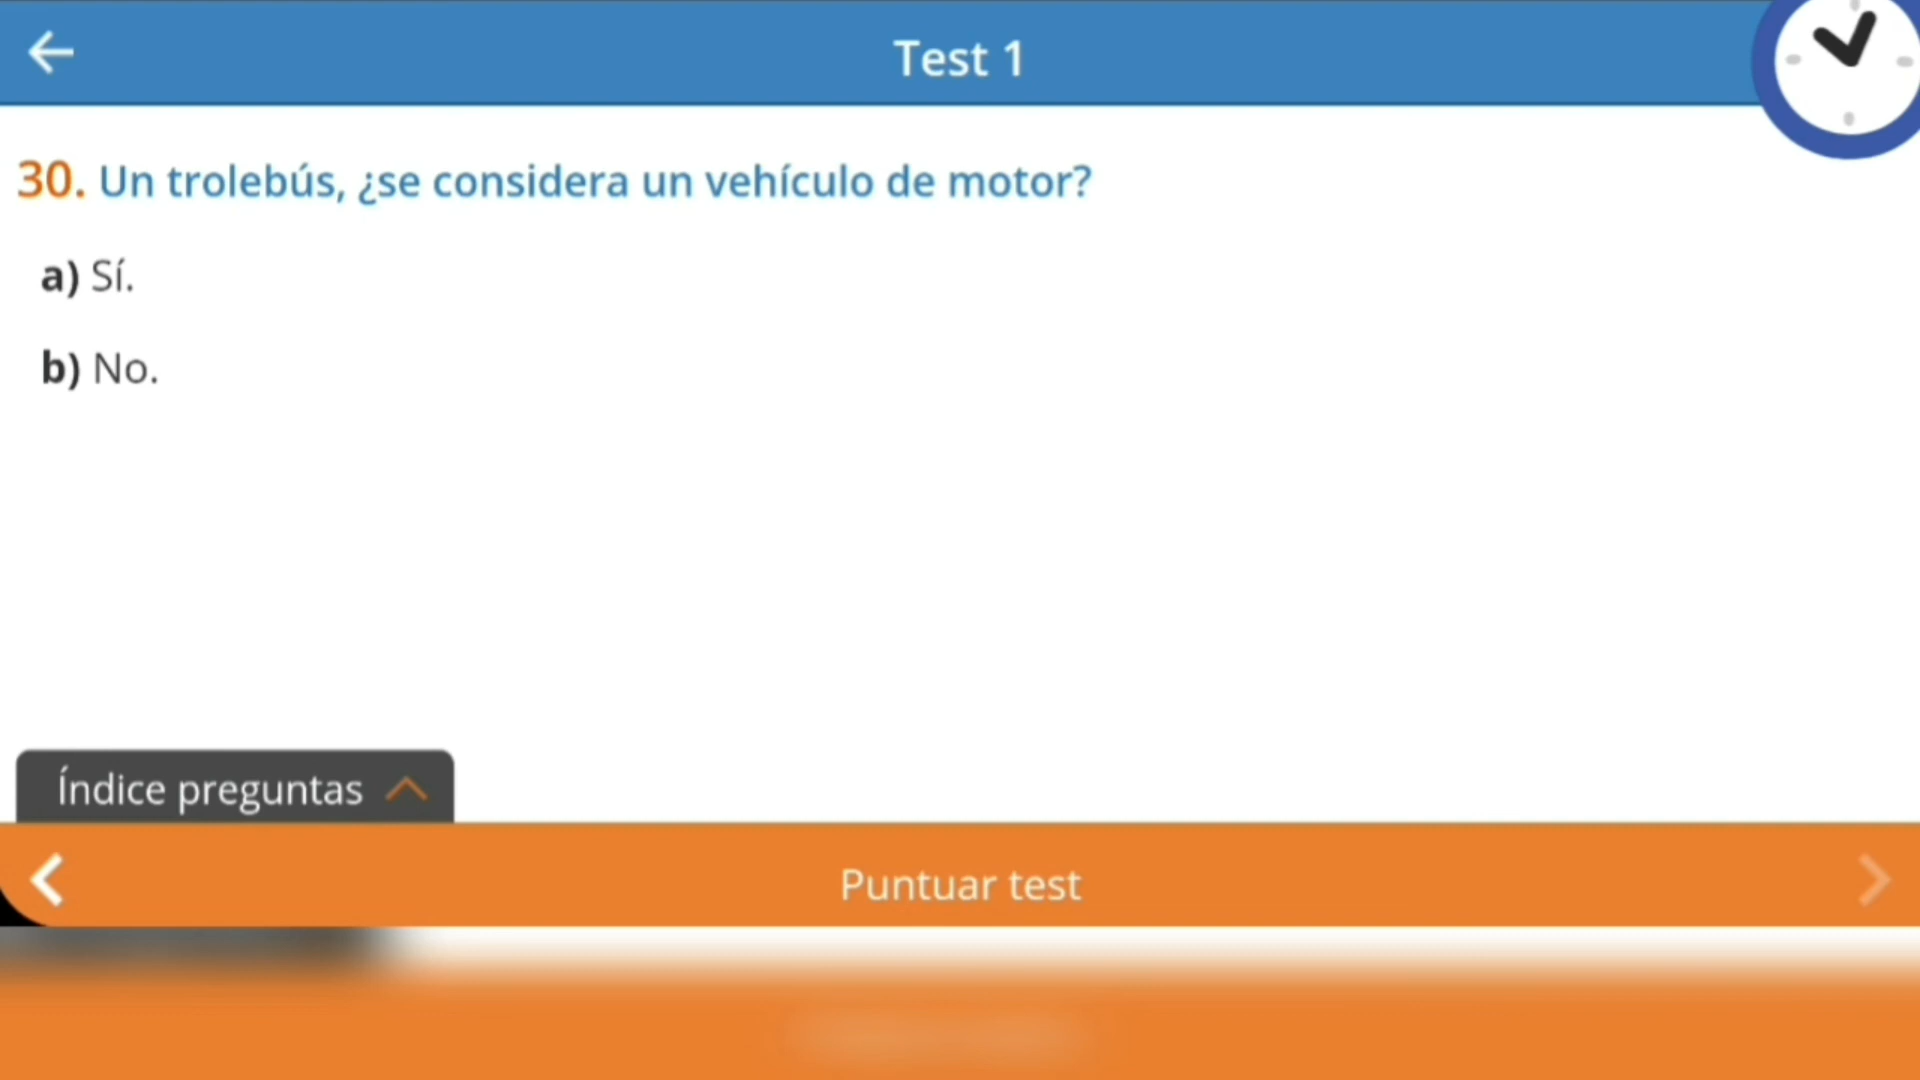 Test 1
30. Un trolebús, ¿se considera un vehículo de motor?
a) Sí.
b) No.
Índice preguntas
Puntuar test